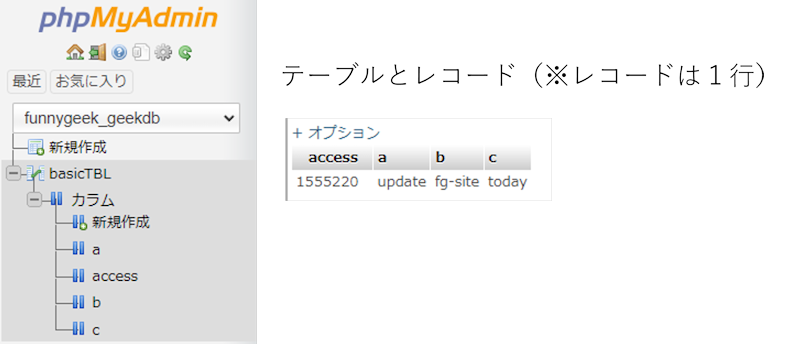 phpMyAdmin
最近 お気に入り
funnygeek_geekdb
新規作成
basicTBL
カラム
新規作成
a
access
b
c
テーブルとレコード（※レコードは１行）
+ オプション
access a b c
1555220 update fg-site today